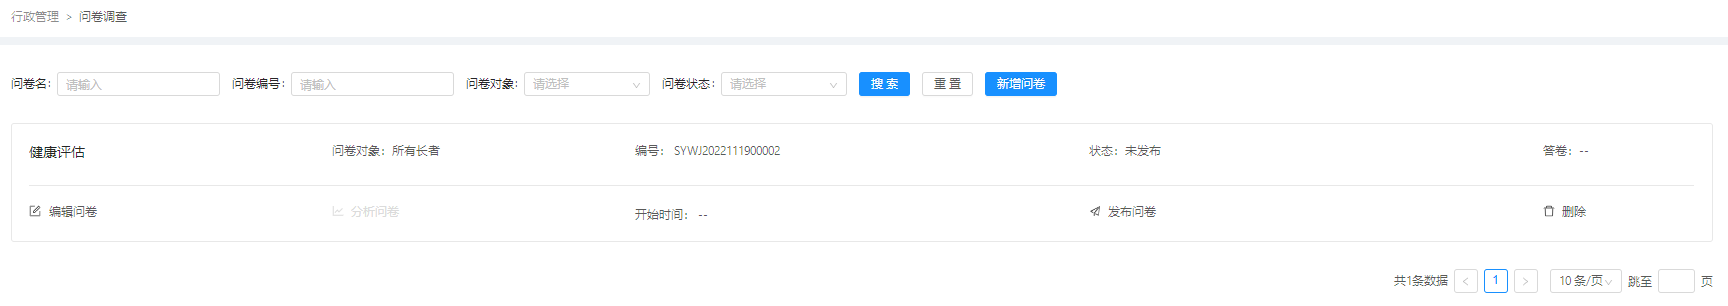 行政管理 > 问卷调查
问卷名: 请输入 问卷编号: 请输入 问卷对象: 请选择 问卷状态: 请选择 搜 索 重 置 新增问卷
健康评估 问卷对象: 所有长者 编号: SYWJ2022111900002 状态: 未发布 答卷: --
编辑问卷 分析问卷 开始时间: -- 发布问卷 删除
共1条数据 < 1 > 10 条/页 跳至 页